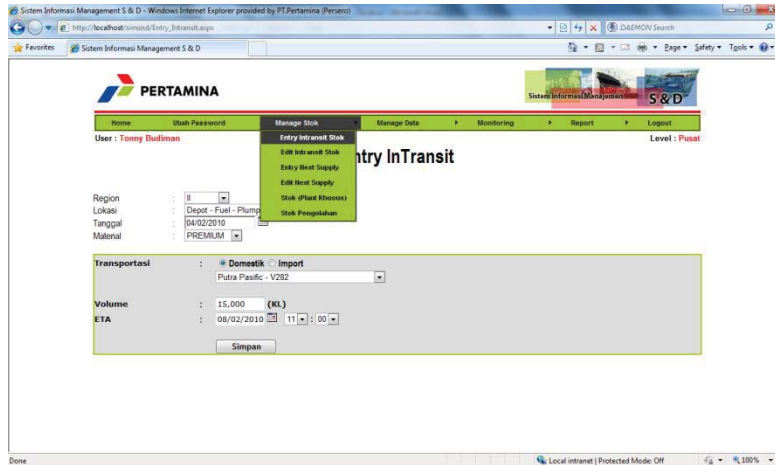 Sistem Informasi Management S & D - Windows Internet Explorer provided by PT.Pertamina (Persero)
http://localhost/simsnd/Entry_Intransit.aspx
DAEMON Search
Favorites Sistem Informasi Management S & D Page Safety Tools
PERTAMINA
Sistem Informasi Manajemen S & D
Home Ubah Password Manage Stok Manage Data Monitoring Report Logout
User : Tonny Budiman Level : Pusat
Entry Intransit Stok
Edit Intransit Stok
Entry Next Supply
Edit Next Supply
Stok (Plant Khusus)
Stok Pengolahan
ntry InTransit
Region : II
Lokasi : Depot - Fuel - Plump
Tanggal : 04/02/2010
Material : PREMIUM
Transportasi : Domestik Import
Putra Pasific - V282
Volume : 15,000 (KL)
ETA : 08/02/2010 11 : 00
Simpan
Done Local intranet | Protected Mode: Off 100%